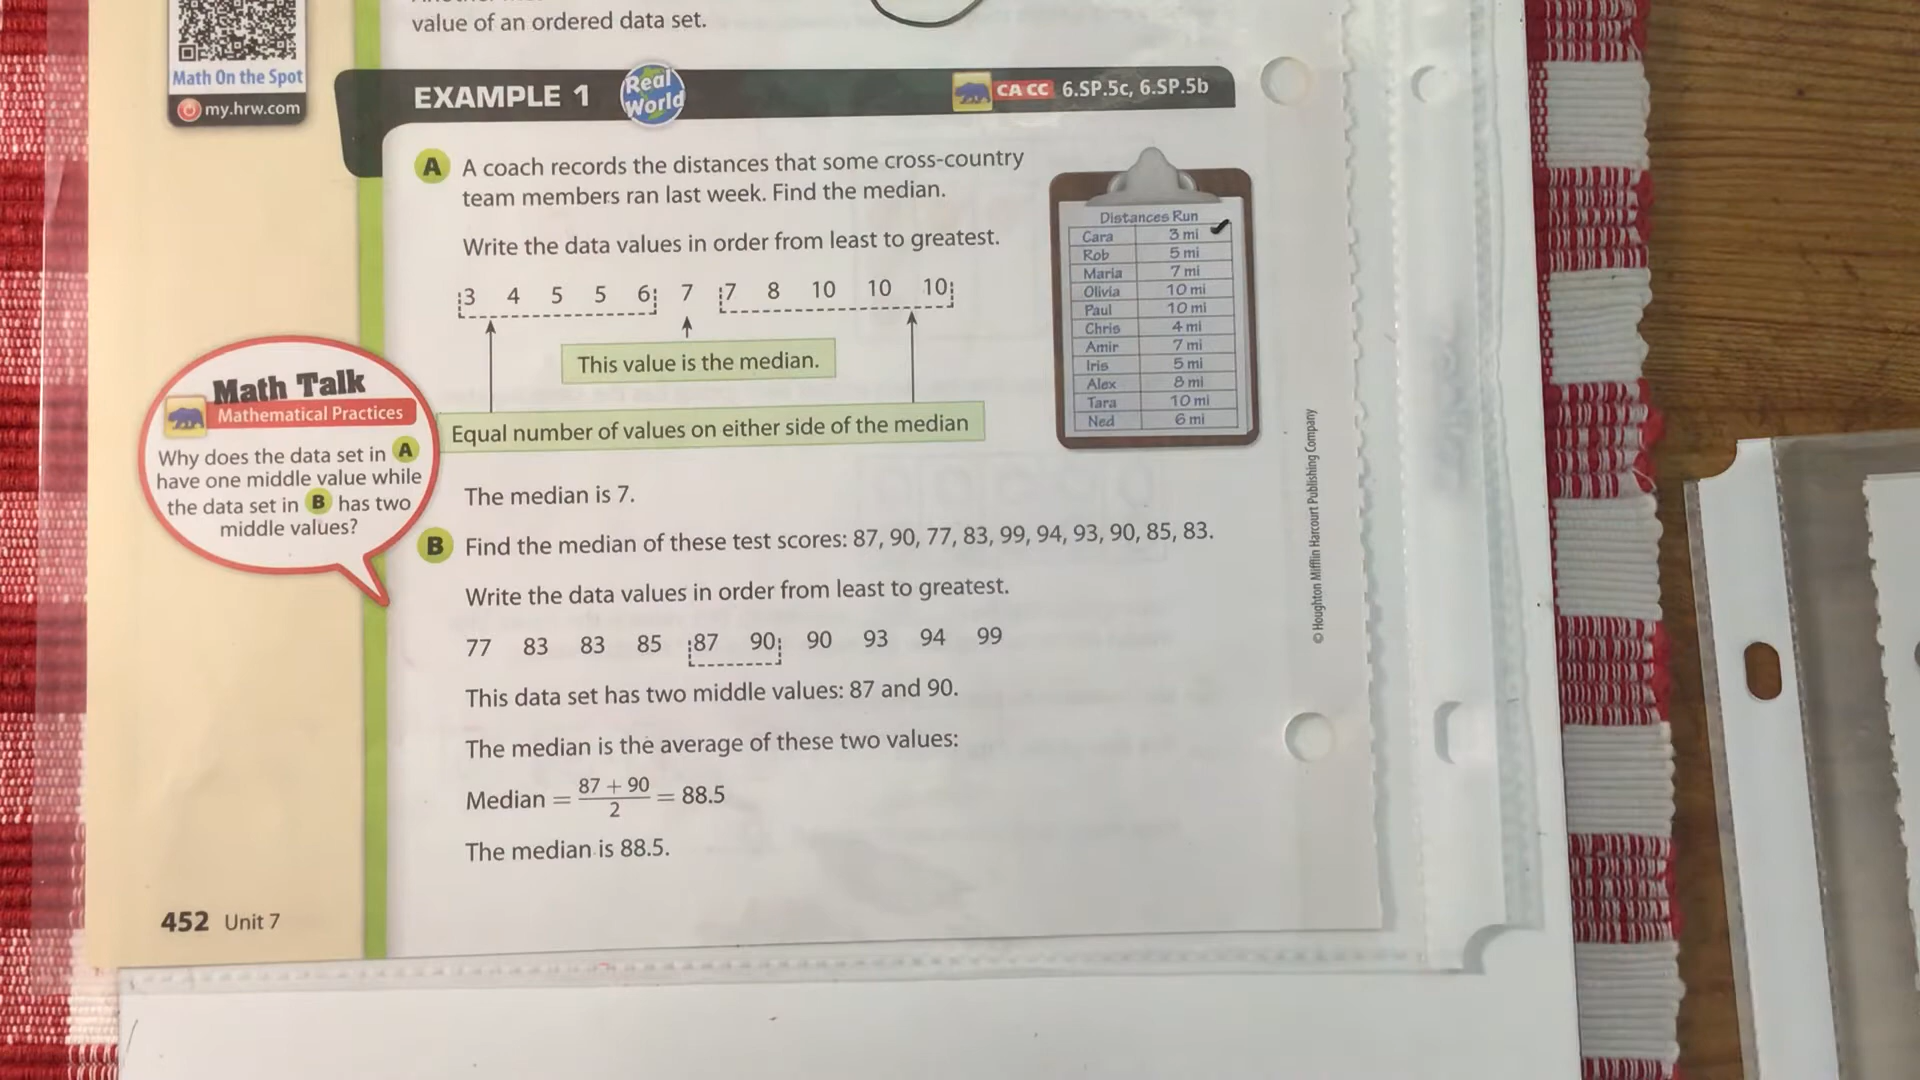 value of an ordered data set.
Math On the Spot
my.hrw.com
EXAMPLE 1
Real World
CA CC 6.SP.5c, 6.SP.5b
A A coach records the distances that some cross-country
team members ran last week. Find the median.
Write the data values in order from least to greatest.
3 4 5 5 6 7 7 8 10 10 10
This value is the median.
Equal number of values on either side of the median
Distances Run
Cara 3 mi
Rob 5 mi
Maria 7 mi
Olivia 10 mi
Paul 10 mi
Chris 4 mi
Amir 7 mi
Iris 5 mi
Alex 8 mi
Tara 10 mi
Ned 6 mi
Math Talk
Mathematical Practices
Why does the data set in A
have one middle value while
the data set in B has two
middle values?
The median is 7.
B Find the median of these test scores: 87, 90, 77, 83, 99, 94, 93, 90, 85, 83.
Write the data values in order from least to greatest.
77 83 83 85 87 90 90 93 94 99
This data set has two middle values: 87 and 90.
The median is the average of these two values:
Median = 87 + 90 / 2 = 88.5
The median is 88.5.
© Houghton Mifflin Harcourt Publishing Company
452 Unit 7